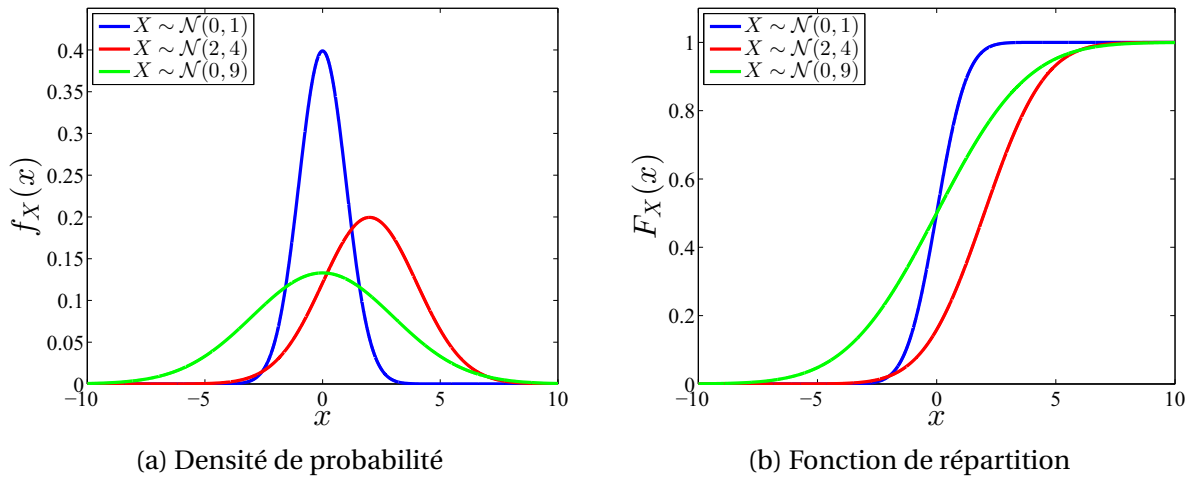 X ∼ N(0, 1)
X ∼ N(2, 4)
X ∼ N(0, 9)
0.4
0.35
0.3
0.25
0.2
0.15
0.1
0.05
0
f_X(x)
−10
−5
0
5
10
x
(a) Densité de probabilité
X ∼ N(0, 1)
X ∼ N(2, 4)
X ∼ N(0, 9)
1
0.8
0.6
0.4
0.2
0
F_X(x)
−10
−5
0
5
10
x
(b) Fonction de répartition